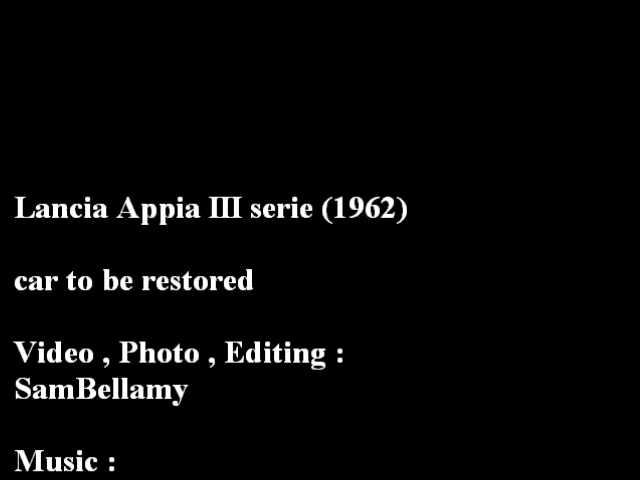 Lancia Appia III serie (1962)
car to be restored
Video , Photo , Editing :
SamBellamy
Music :